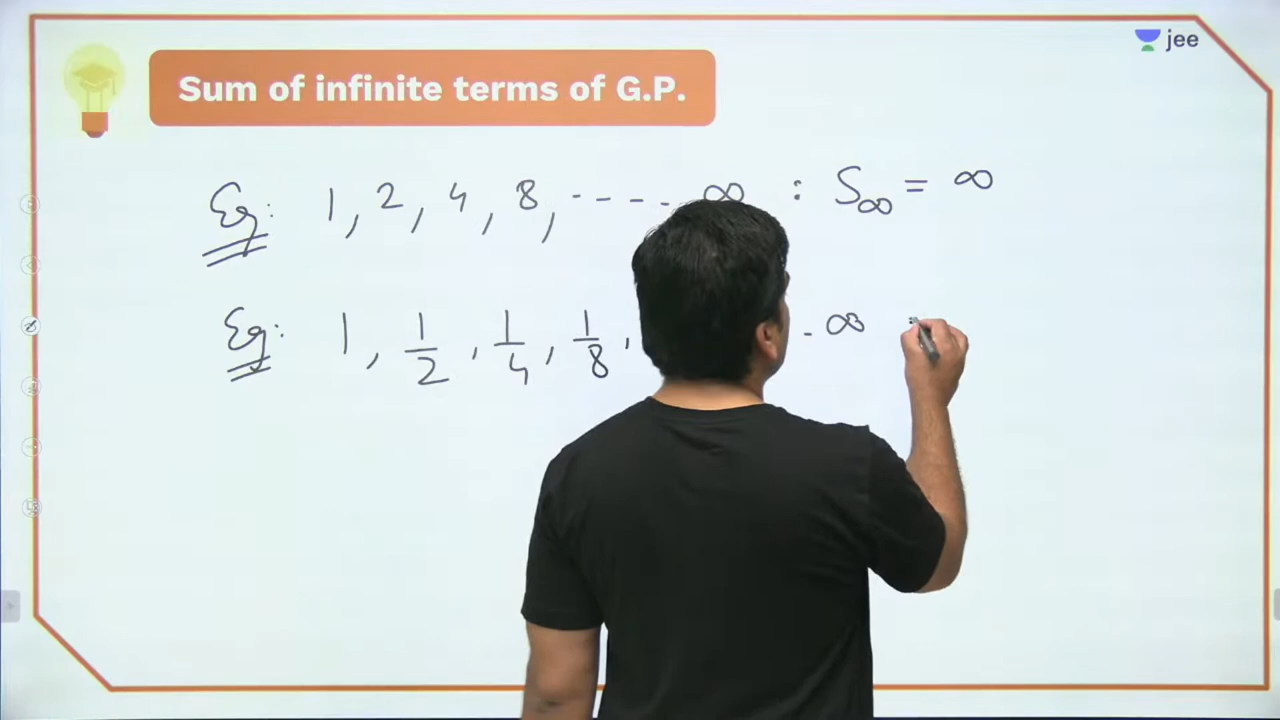 jee
Sum of infinite terms of G.P.
Eg: 1, 2, 4, 8, ----- ∞ : S∞ = ∞
Eg: 1, 1/2, 1/4, 1/8, - ∞